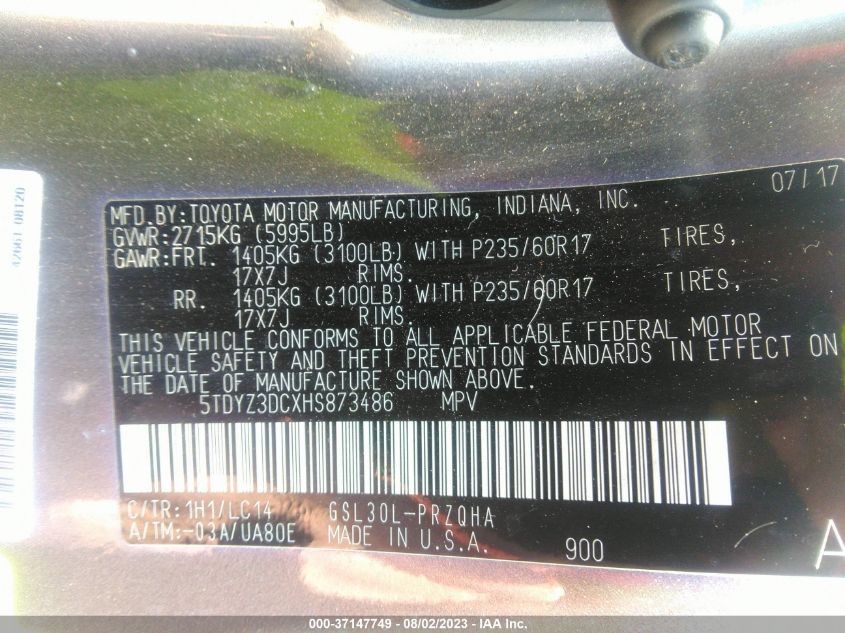 42661-08120
07/17
MFD.BY:TOYOTA MOTOR MANUFACTURING, INDIANA, INC.
GVWR:2715KG (5995LB)
GAWR:FRT. 1405KG (3100LB) WITH P235/60R17 TIRES,
17X7J RIMS.
RR. 1405KG (3100LB) WITH P235/60R17 TIRES,
17X7J RIMS.
THIS VEHICLE CONFORMS TO ALL APPLICABLE FEDERAL MOTOR
VEHICLE SAFETY AND THEFT PREVENTION STANDARDS IN EFFECT ON
THE DATE OF MANUFACTURE SHOWN ABOVE.
5TDYZ3DCXHS873486 MPV
C/TR:1H1/LC14 GSL30L-PRZQHA
A/TM:-03A/UA80E MADE IN U.S.A. 900 A
000-37147749 - 08/02/2023 - IAA Inc.